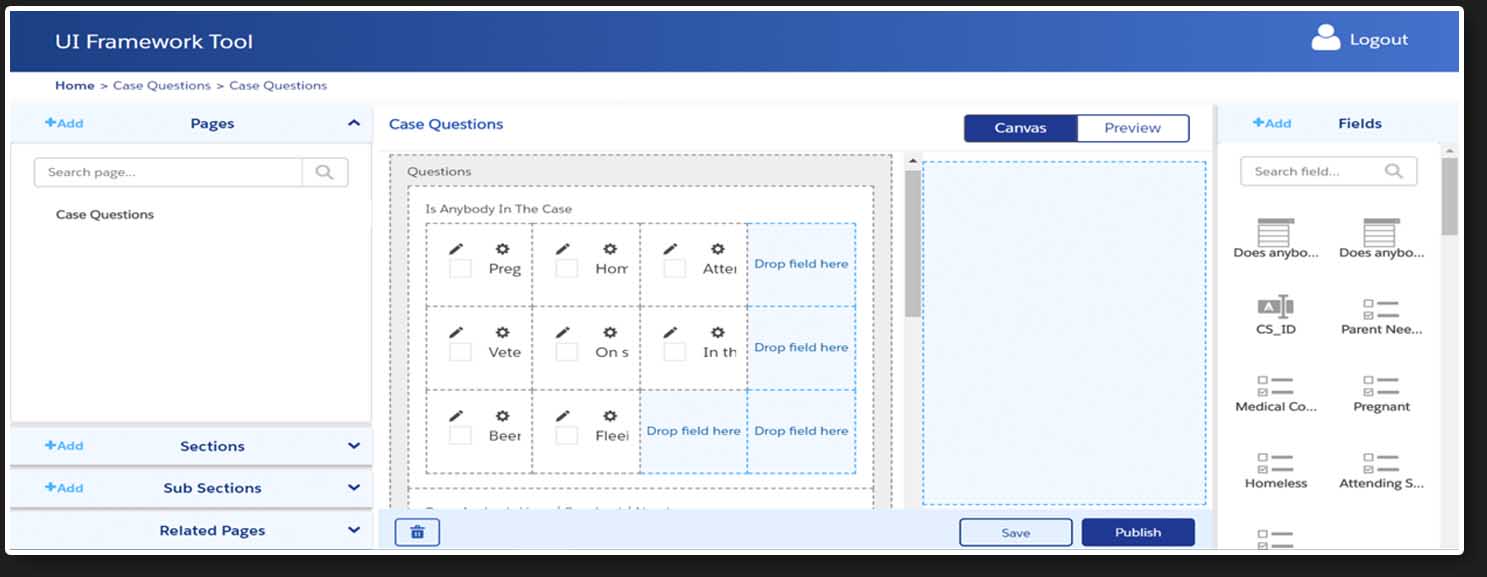 UI Framework Tool
Logout
Home > Case Questions > Case Questions
+Add Pages
Search page...
Case Questions
+Add Sections
+Add Sub Sections
Related Pages
Case Questions
Canvas Preview
Questions
Is Anybody In The Case
Preg Hom Atter Drop field here
Vete On s In th Drop field here
Beer Fleei Drop field here Drop field here
Save Publish
+Add Fields
Search field...
Does anybo... Does anybo...
CS_ID Parent Nee...
Medical Co... Pregnant
Homeless Attending S...